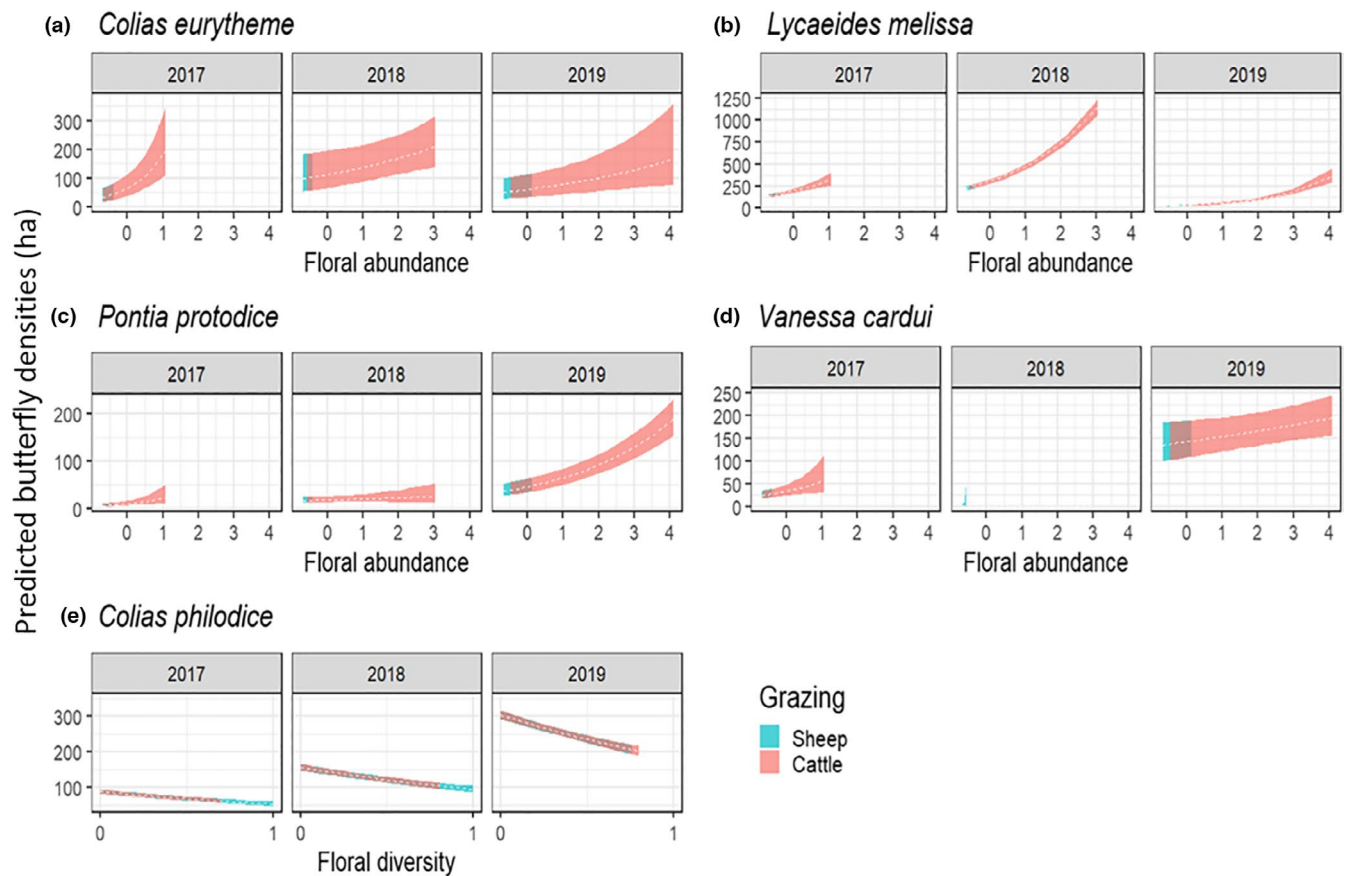 (a) Colias eurytheme
2017 2018 2019
300
200
100
0
0 1 2 3 4 0 1 2 3 4 0 1 2 3 4
Floral abundance
(b) Lycaeides melissa
2017 2018 2019
1250
1000
750
500
250
0
0 1 2 3 4 0 1 2 3 4 0 1 2 3 4
Floral abundance
Predicted butterfly densities (ha)
(c) Pontia protodice
2017 2018 2019
200
100
0
0 1 2 3 4 0 1 2 3 4 0 1 2 3 4
Floral abundance
(d) Vanessa cardui
2017 2018 2019
250
200
150
100
50
0
0 1 2 3 4 0 1 2 3 4 0 1 2 3 4
Floral abundance
(e) Colias philodice
2017 2018 2019
300
200
100
0 1 0 1 0 1
Floral diversity
Grazing
Sheep
Cattle